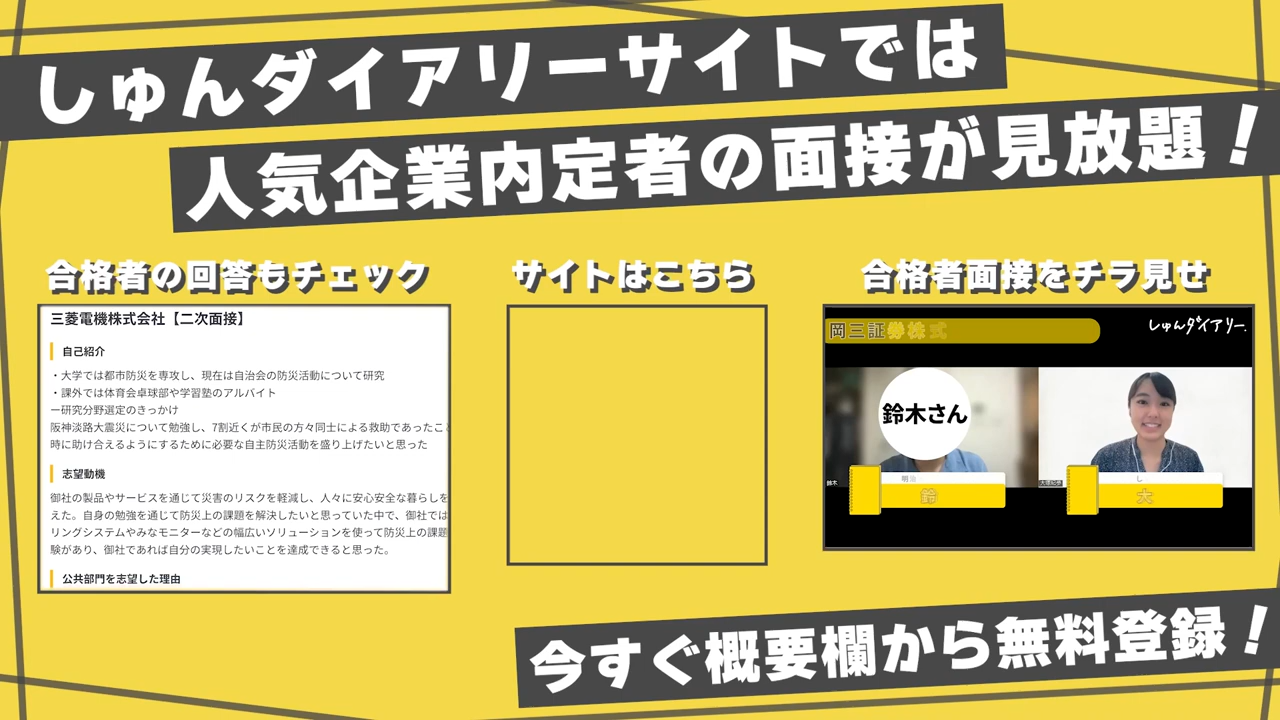 しゅんダイアリーサイトでは
人気企業内定者の面接が見放題！
合格者の回答もチェック
サイトはこちら
合格者面接をチラ見せ
三菱電機株式会社【二次面接】
自己紹介
・大学では都市防災を専攻し、現在は自治会の防災活動について研究
・課外では体育会卓球部や学習塾のアルバイト
ー研究分野選定のきっかけ
阪神淡路大震災について勉強し、7割近くが市民の方々同士による救助であったこ
時に助け合えるようにするために必要な自主防災活動を盛り上げたいと思った
志望動機
御社の製品やサービスを通じて災害のリスクを軽減し、人々に安心安全な暮らしを
えた。自身の勉強を通じて防災上の課題を解決したいと思っていた中で、御社では
リングシステムやみなモニターなどの幅広いソリューションを使って防災上の課題
験があり、御社であれば自分の実現したいことを達成できると思った。
公共部門を志望した理由
岡三証券株式
しゅんダイアリー.
鈴木さん
鈴木
明治
鈴
し
大
今すぐ概要欄から無料登録！